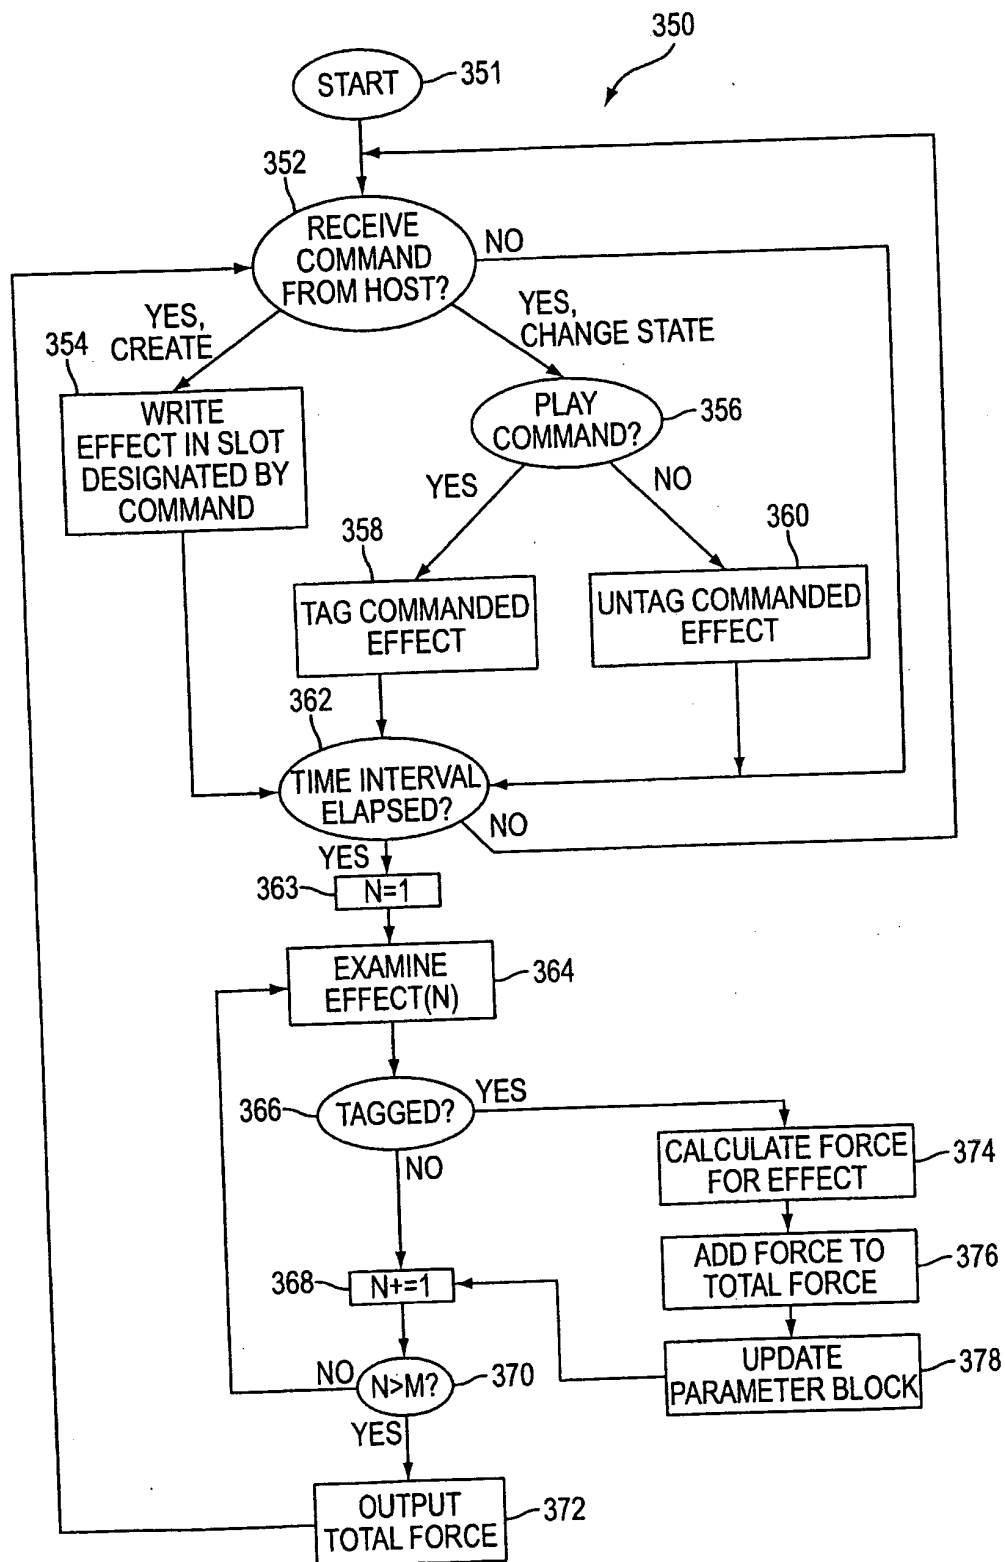 350
START
351
352
RECEIVE
COMMAND
FROM HOST?
NO
YES,
CREATE
YES,
CHANGE STATE
354
WRITE
EFFECT IN SLOT
DESIGNATED BY
COMMAND
PLAY
COMMAND?
356
YES
NO
358
TAG COMMANDED
EFFECT
360
UNTAG COMMANDED
EFFECT
362
TIME INTERVAL
ELAPSED?
NO
YES
363
N=1
EXAMINE
EFFECT(N)
364
366
TAGGED?
YES
NO
CALCULATE FORCE
FOR EFFECT
374
ADD FORCE TO
TOTAL FORCE
376
368
N+=1
UPDATE
PARAMETER BLOCK
378
NO
N>M?
370
YES
OUTPUT
TOTAL FORCE
372